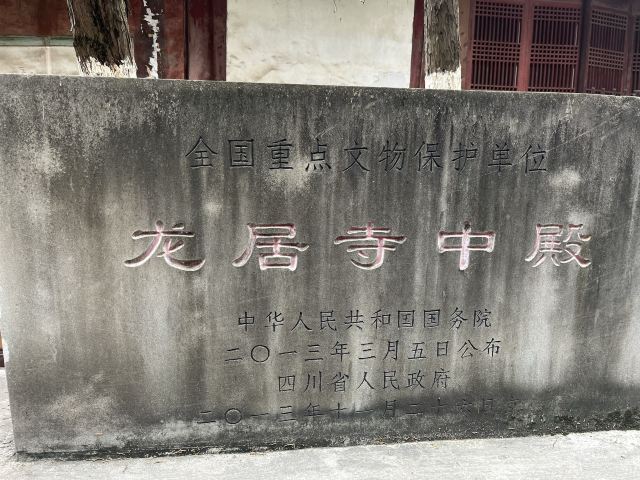 全国重点文物保护单位
龙居寺中殿
中华人民共和国国务院
二〇一三年三月五日公布
四川省人民政府
二〇一三年十一月二十六日